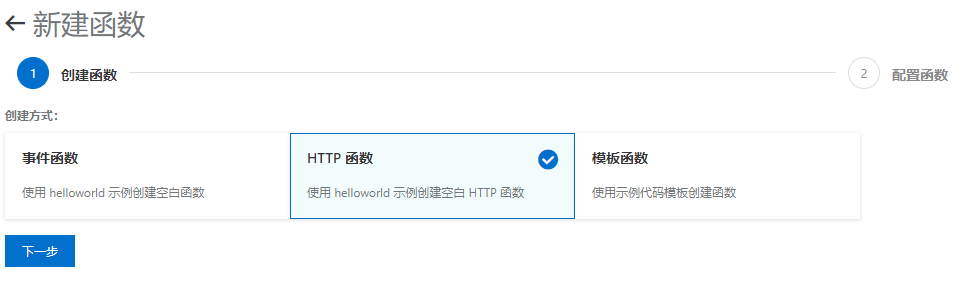 新建函数
1 创建函数 2 配置函数
创建方式:
事件函数 HTTP 函数 模板函数
使用 helloworld 示例创建空白函数 使用 helloworld 示例创建空白 HTTP 函数 使用示例代码模板创建函数
下一步